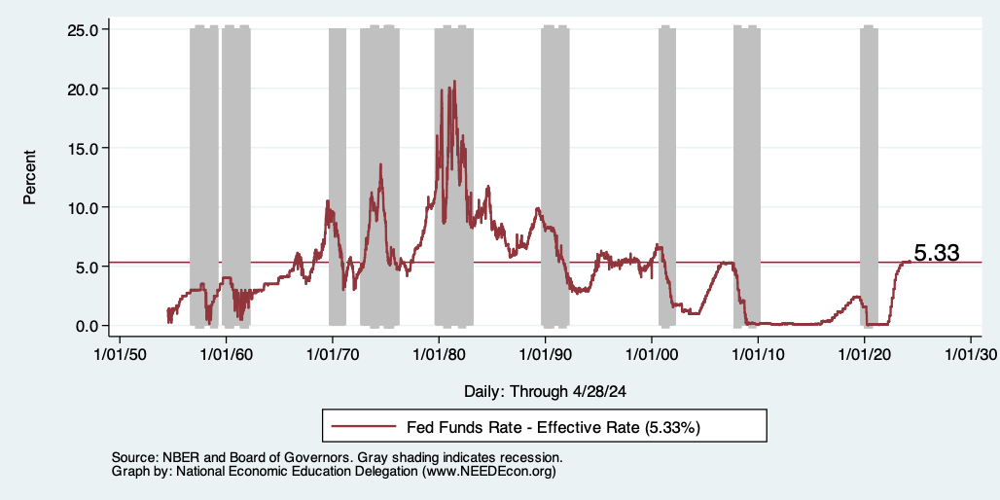 25.0
20.0
15.0
10.0
5.0
0.0
Percent
5.33
1/01/50 1/01/60 1/01/70 1/01/80 1/01/90 1/01/00 1/01/10 1/01/20 1/01/30
Daily: Through 4/28/24
Fed Funds Rate - Effective Rate (5.33%)
Source: NBER and Board of Governors. Gray shading indicates recession.
Graph by: National Economic Education Delegation (www.NEEDEcon.org)